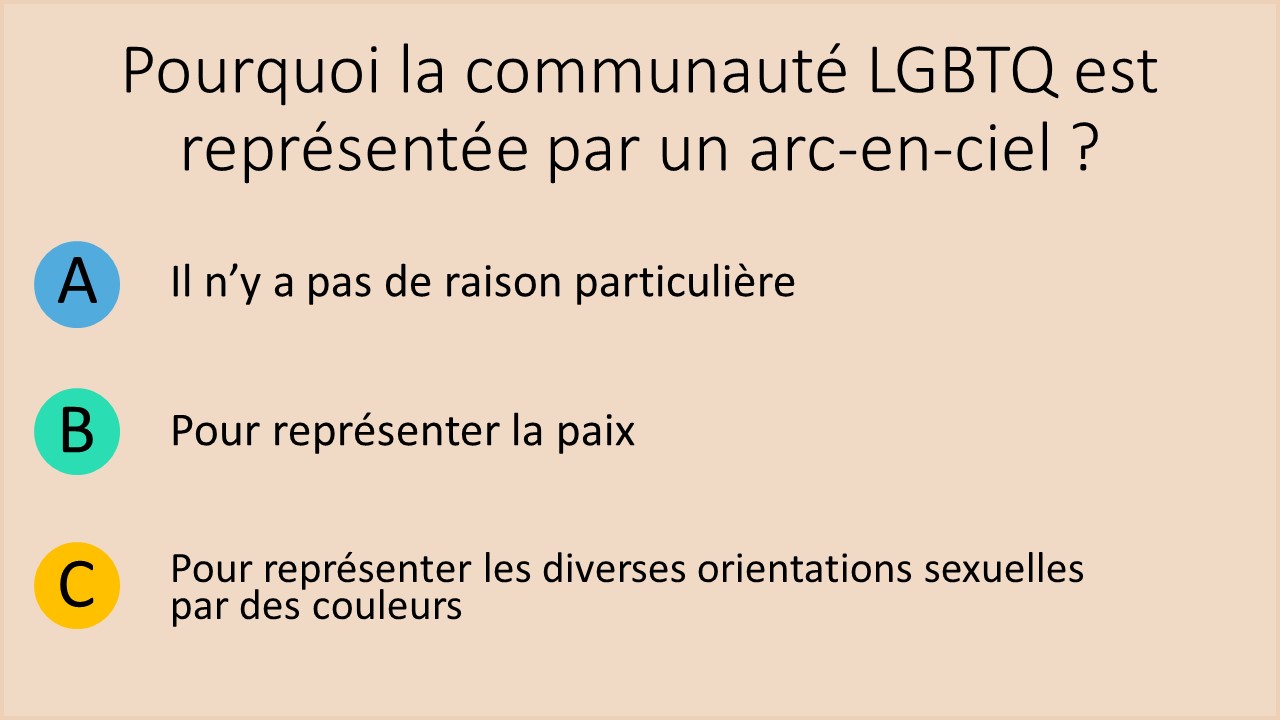 Pourquoi la communauté LGBTQ est
représentée par un arc-en-ciel ?
A
Il n’y a pas de raison particulière
B
Pour représenter la paix
C
Pour représenter les diverses orientations sexuelles
par des couleurs